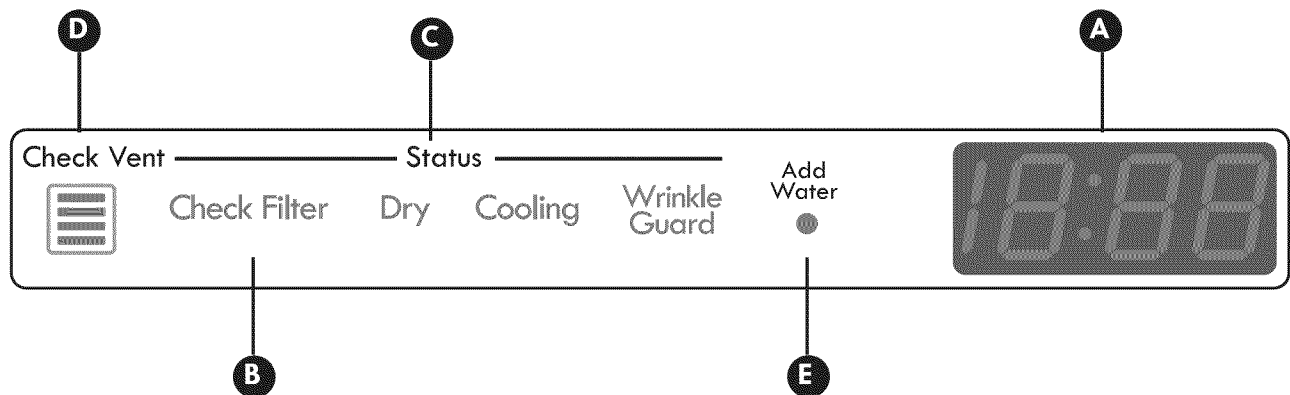 D
C
A
Check Vent
Status
Check Filter
Dry
Cooling
Wrinkle
Guard
Add
Water
18:88
B
E